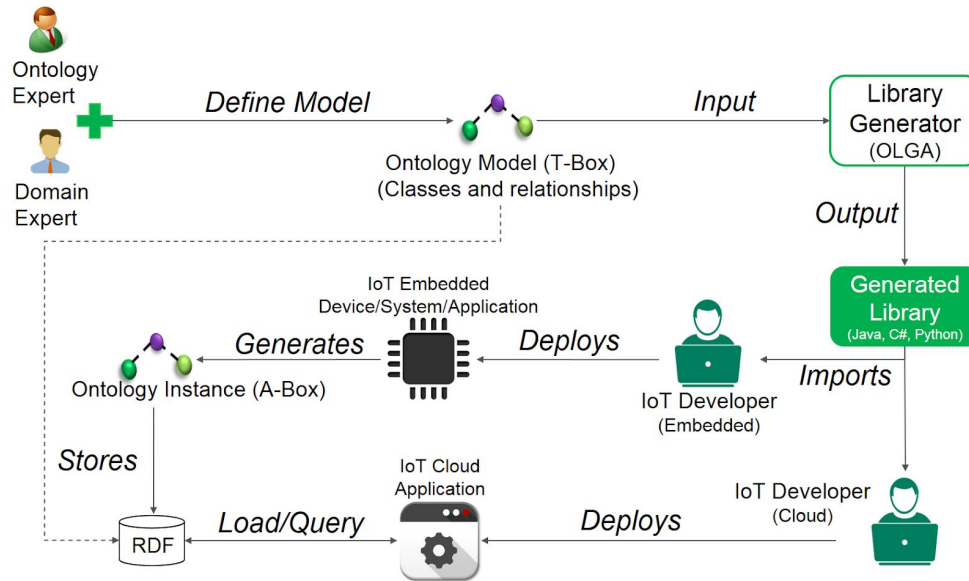 Ontology
Expert
Domain
Expert
Define Model
Ontology Model (T-Box)
(Classes and relationships)
Input
Library
Generator
(OLGA)
Output
Generated
Library
(Java, C#, Python)
Imports
IoT Developer
(Embedded)
Deploys
IoT Embedded
Device/System/Application
Generates
Ontology Instance (A-Box)
Stores
RDF
Load/Query
IoT Cloud
Application
Deploys
IoT Developer
(Cloud)